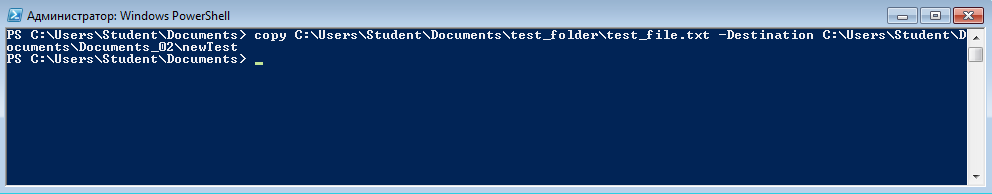 Администратор: Windows PowerShell
PS C:\Users\Student\Documents> copy C:\Users\Student\Documents\test_folder\test_file.txt -Destination C:\Users\Student\D
ocuments\Documents_02\newTest
PS C:\Users\Student\Documents> _